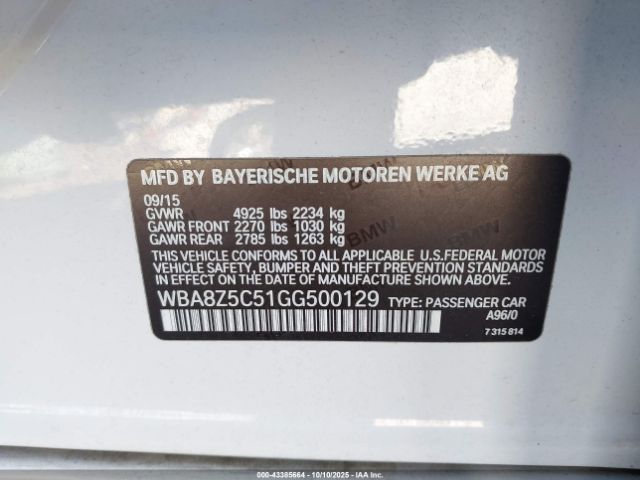 MFD BY BAYERISCHE MOTOREN WERKE AG
09/15
GVWR 4925 lbs 2234 kg
GAWR FRONT 2270 lbs 1030 kg
GAWR REAR 2785 lbs 1263 kg
THIS VEHICLE CONFORMS TO ALL APPLICABLE U.S.FEDERAL MOTOR
VEHICLE SAFETY, BUMPER AND THEFT PREVENTION STANDARDS
IN EFFECT ON THE DATE OF MANUFACTURE SHOWN ABOVE.
WBA8Z5C51GG500129 TYPE: PASSENGER CAR
A96/0
7 315 814
BMW
BMW
000-43385664 - 10/10/2025 - IAA Inc.